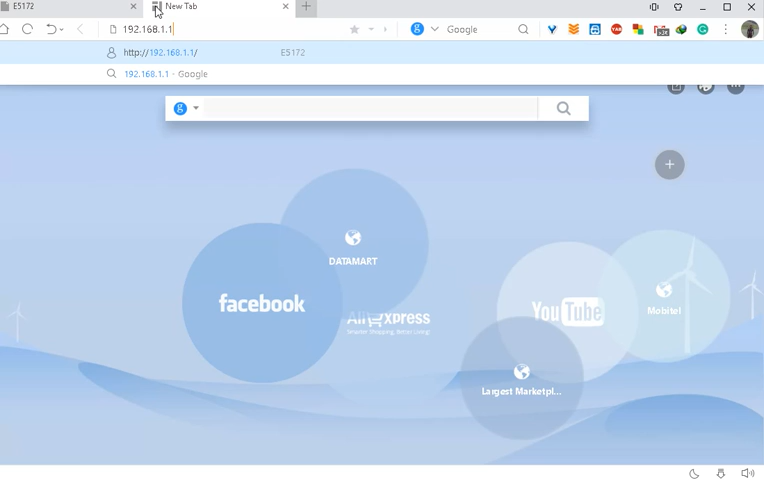 E5172
New Tab
192.168.1.1
Google
http://192.168.1.1/ E5172
192.168.1.1 - Google
DATAMART
facebook
AliExpress
Smarter Shopping, Better Living!
YouTube
Mobitel
Largest Marketpl...